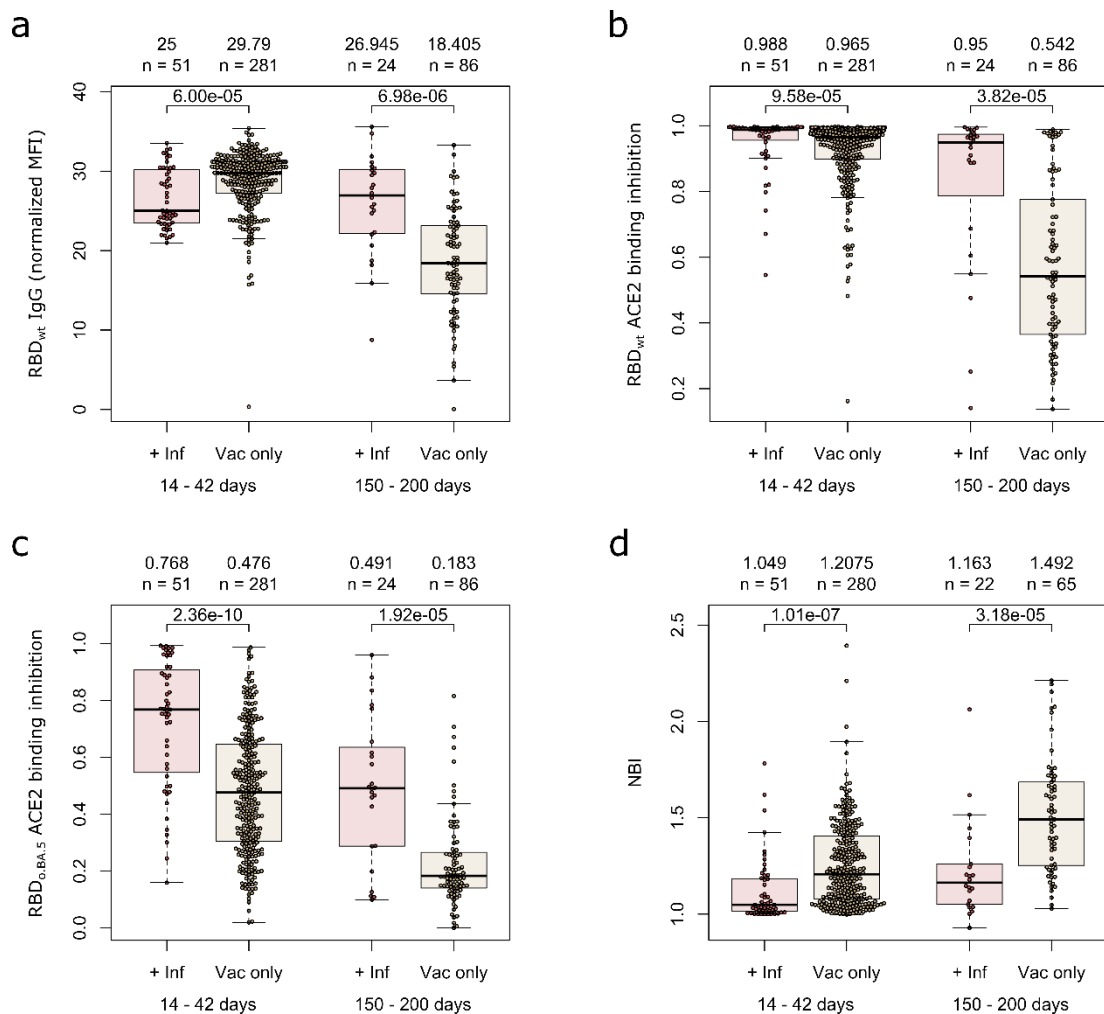 a
25 29.79 26.945 18.405
n = 51 n = 281 n = 24 n = 86
6.00e-05 6.98e-06
RBDwt IgG (normalized MFI)
40
30
20
10
0
+ Inf Vac only + Inf Vac only
14 - 42 days 150 - 200 days
b
0.988 0.965 0.95 0.542
n = 51 n = 281 n = 24 n = 86
9.58e-05 3.82e-05
RBDwt ACE2 binding inhibition
1.0
0.8
0.6
0.4
0.2
+ Inf Vac only + Inf Vac only
14 - 42 days 150 - 200 days
c
0.768 0.476 0.491 0.183
n = 51 n = 281 n = 24 n = 86
2.36e-10 1.92e-05
RBDo.BA.5 ACE2 binding inhibition
1.0
0.8
0.6
0.4
0.2
0.0
+ Inf Vac only + Inf Vac only
14 - 42 days 150 - 200 days
d
1.049 1.2075 1.163 1.492
n = 51 n = 280 n = 22 n = 65
1.01e-07 3.18e-05
NBI
2.5
2.0
1.5
1.0
+ Inf Vac only + Inf Vac only
14 - 42 days 150 - 200 days